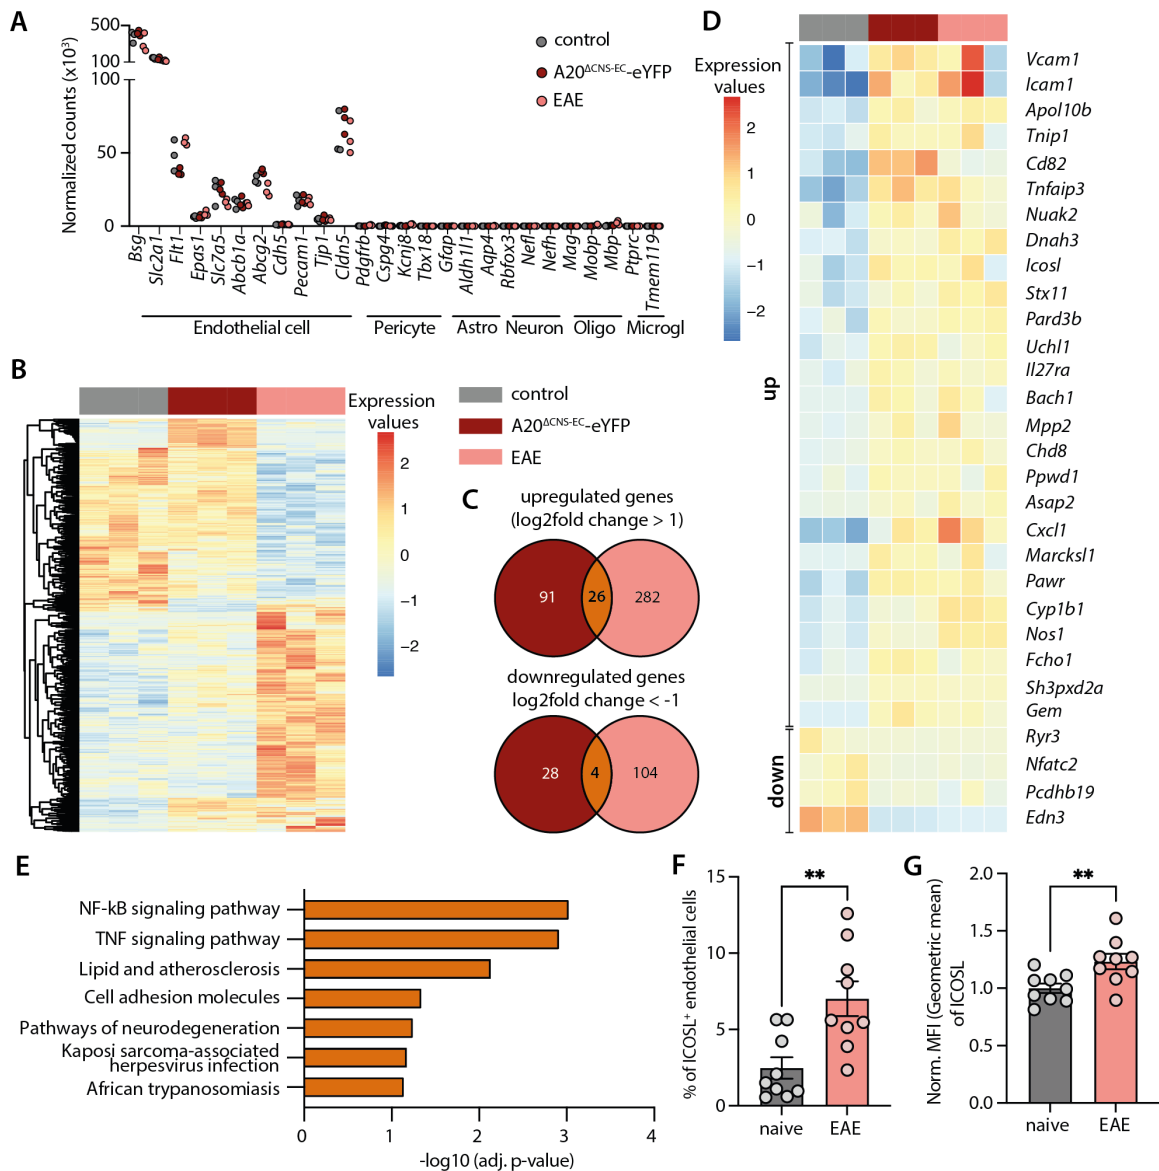 A
Normalized counts (x10³)
500
100
100
50
0
control
A20ΔCNS-EC-eYFP
EAE
Bsg
Slc2a1
Flt1
Epas1
Slc7a5
Abcb1a
Abcg2
Cdh5
Pecam1
Tjp1
Cldn5
Pdgfrb
Cspg4
Kcnj8
Tbx18
Gfap
Aldh1l1
Aqp4
Rbfox3
Nefl
Nefh
Mag
Mobp
Mbp
Ptprc
Tmem119
Endothelial cell
Pericyte
Astro
Neuron
Oligo
Microgl
B
Expression
values
2
1
0
−1
−2
control
A20ΔCNS-EC-eYFP
EAE
C
upregulated genes
(log2fold change > 1)
91
26
282
downregulated genes
log2fold change < -1
28
4
104
D
Expression
values
2
1
0
−1
−2
up
down
Vcam1
Icam1
Apol10b
Tnip1
Cd82
Tnfaip3
Nuak2
Dnah3
Icosl
Stx11
Pard3b
Uchl1
Il27ra
Bach1
Mpp2
Chd8
Ppwd1
Asap2
Cxcl1
Marcksl1
Pawr
Cyp1b1
Nos1
Fcho1
Sh3pxd2a
Gem
Ryr3
Nfatc2
Pcdhb19
Edn3
E
NF-kB signaling pathway
TNF signaling pathway
Lipid and atherosclerosis
Cell adhesion molecules
Pathways of neurodegeneration
Kaposi sarcoma-associated
herpesvirus infection
African trypanosomiasis
0
1
2
3
4
-log10 (adj. p-value)
F
% of ICOSL⁺ endothelial cells
15
10
5
0
**
naive
EAE
G
Norm. MFI (Geometric mean)
of ICOSL
2.0
1.5
1.0
0.5
0.0
**
naive
EAE